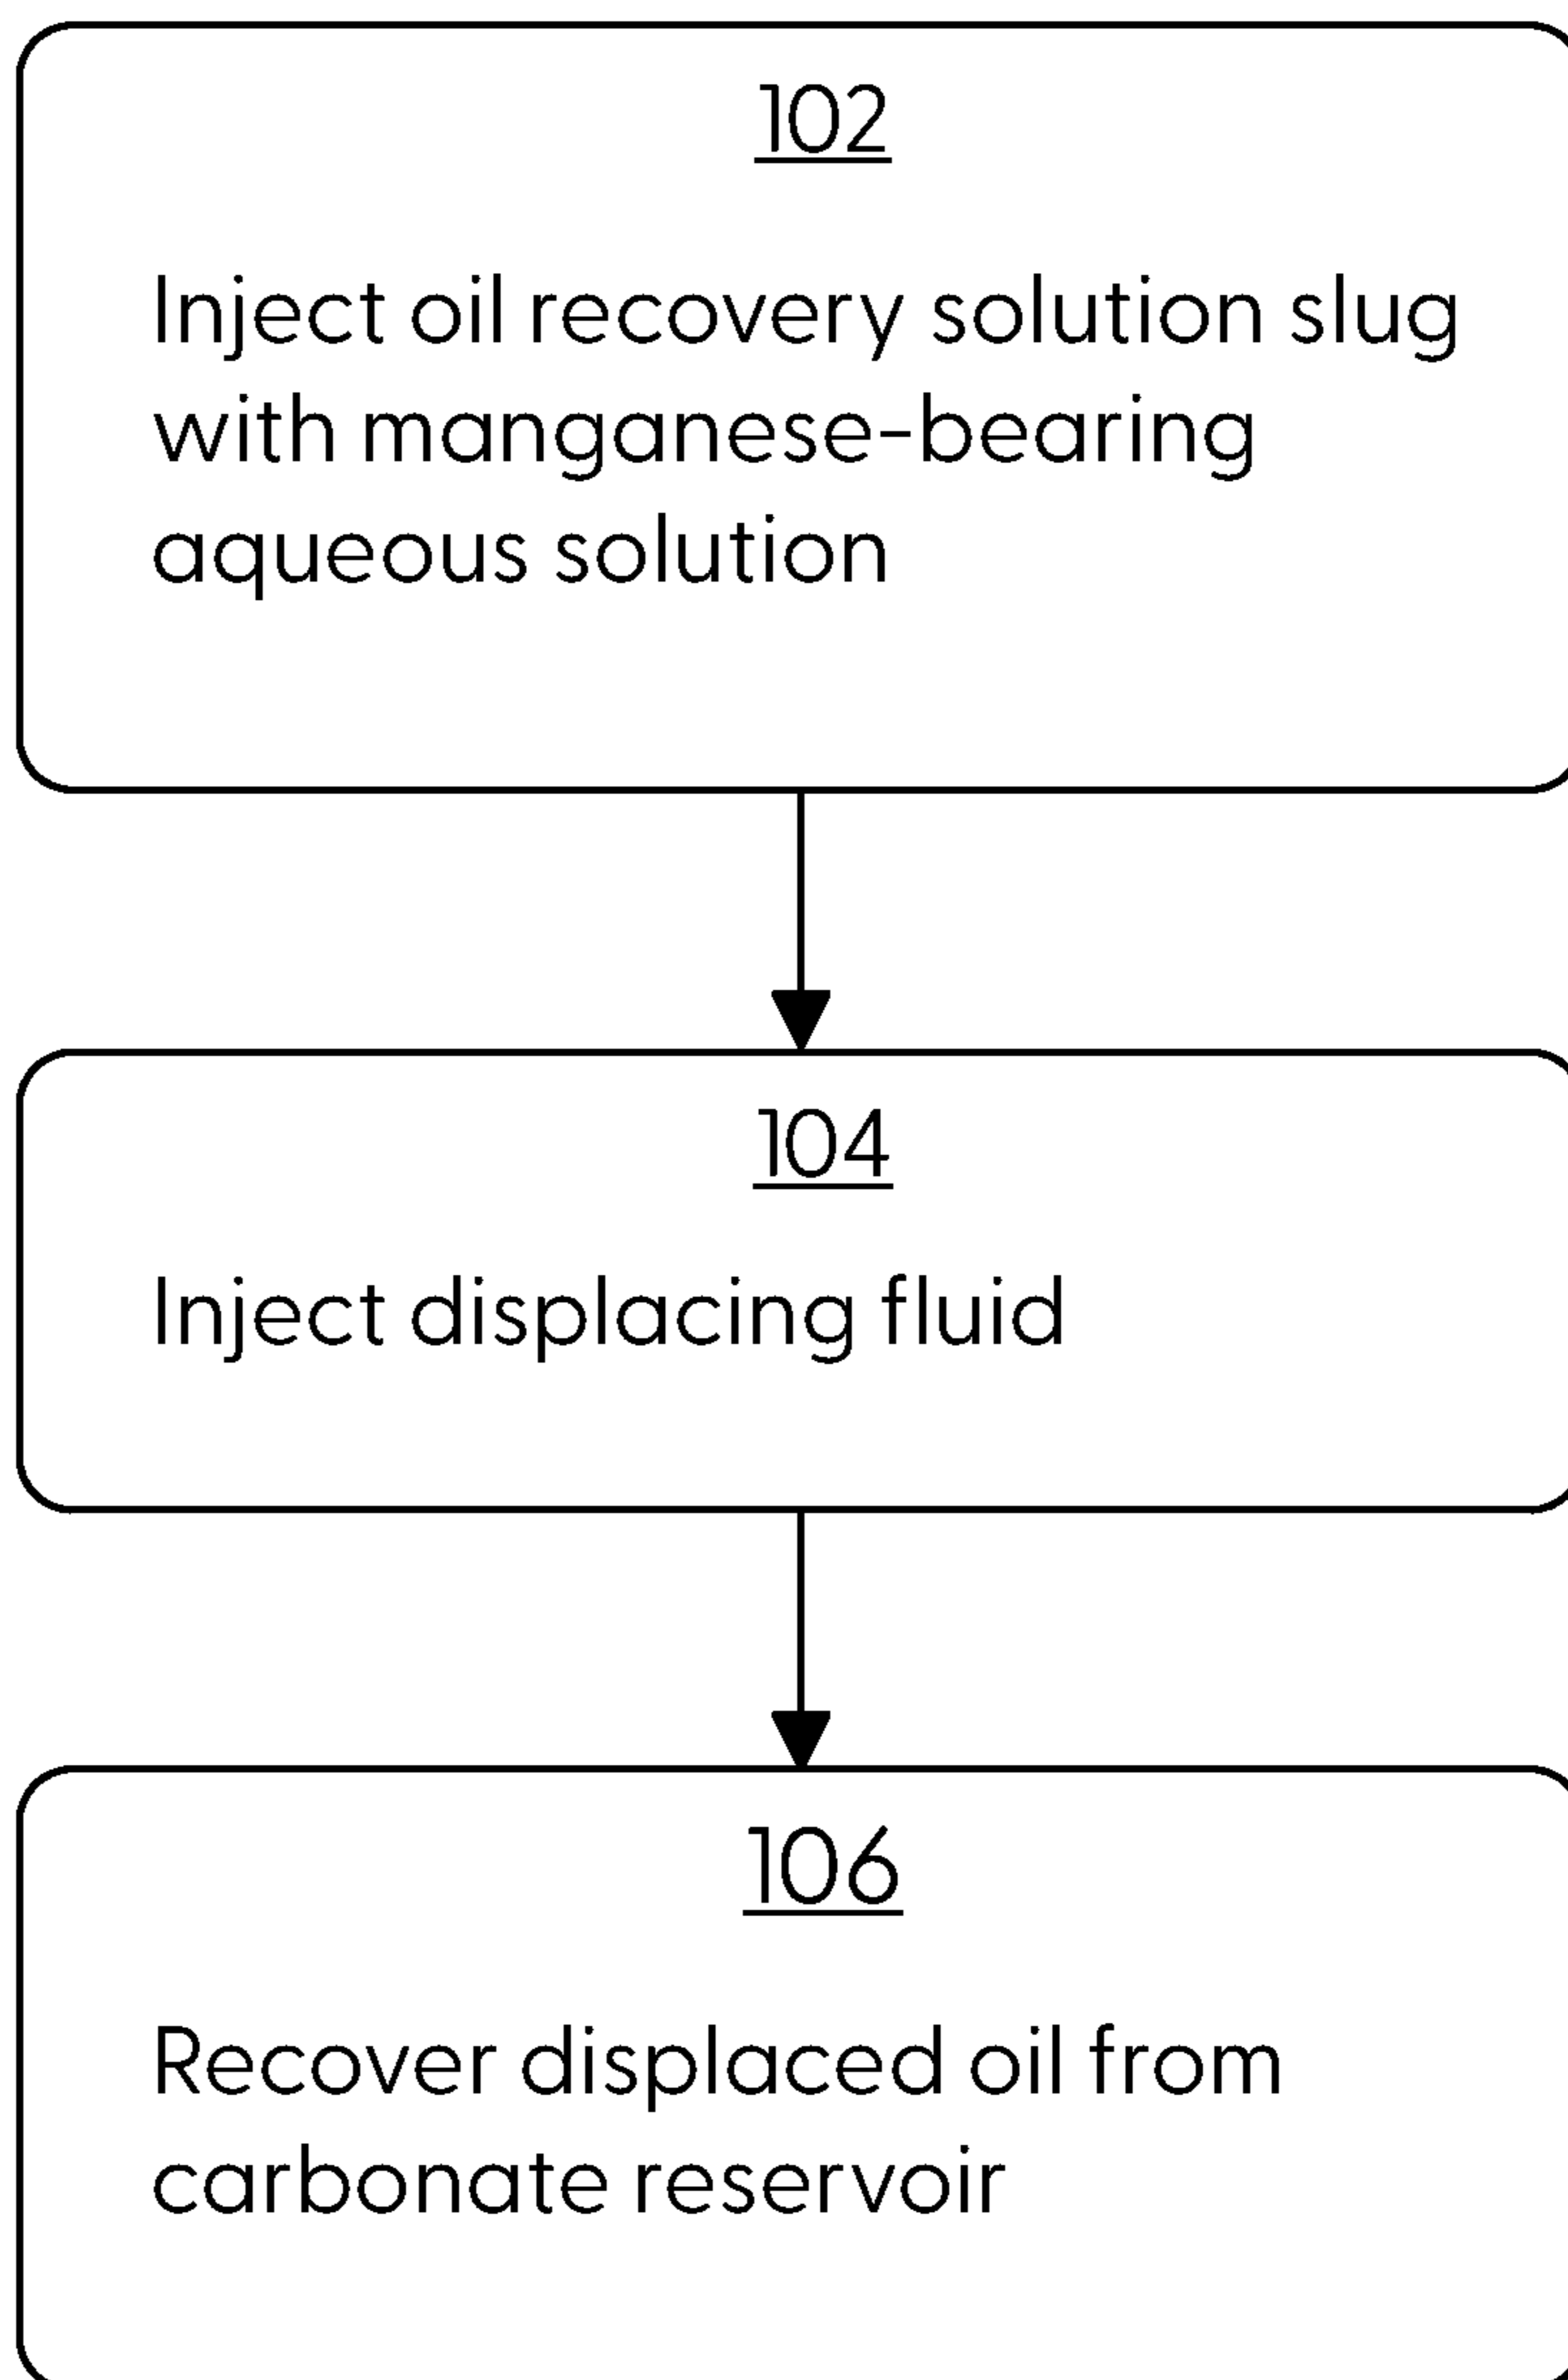 102
Inject oil recovery solution slug
with manganese-bearing
aqueous solution
104
Inject displacing fluid
106
Recover displaced oil from
carbonate reservoir